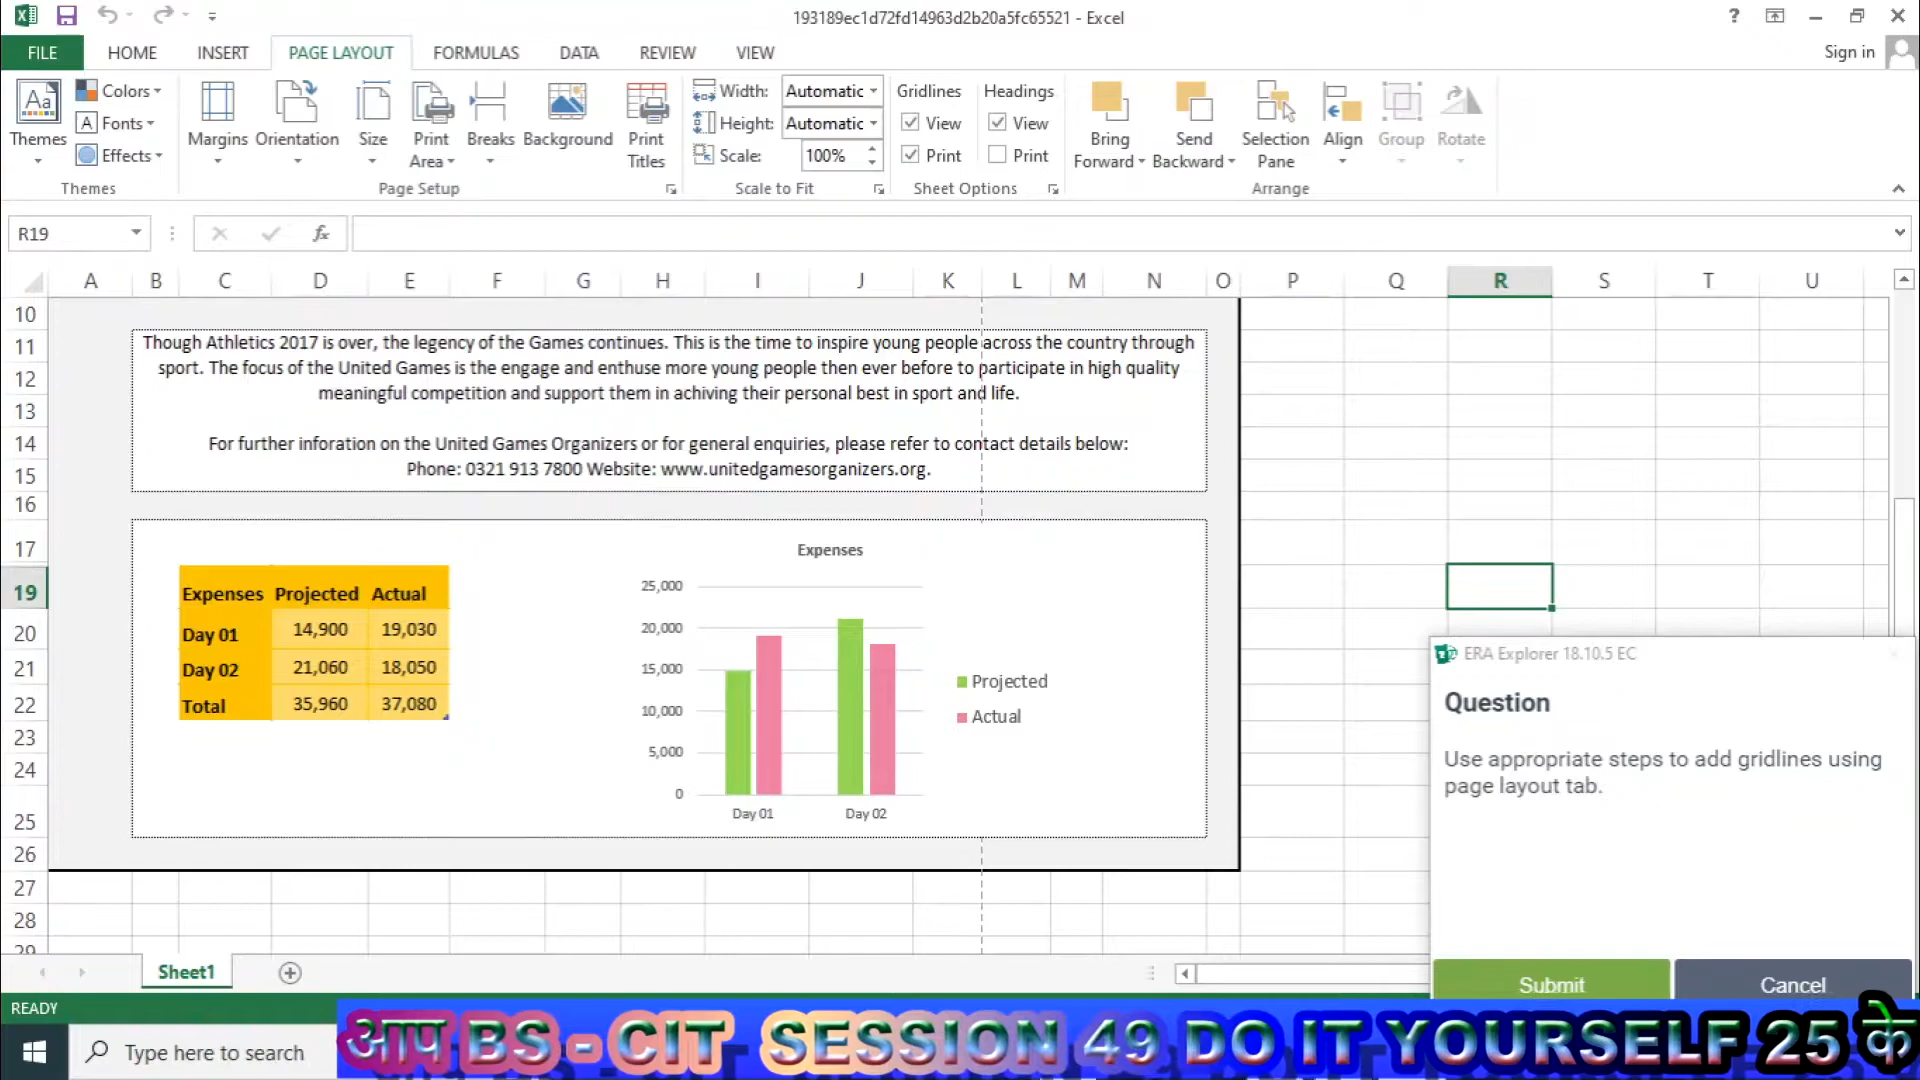 193189ec1d72fd14963d2b20a5fc65521 - Excel
FILE HOME INSERT PAGE LAYOUT FORMULAS DATA REVIEW VIEW Sign in
Themes Colors Fonts Effects Margins Orientation Size Print Area Breaks Background Print Titles
Width: Automatic Height: Automatic Scale: 100% Gridlines View Print Headings View Print
Bring Forward Send Backward Selection Pane Align Group Rotate
Themes Page Setup Scale to Fit Sheet Options Arrange
R19 fx
A B C D E F G H I J K L M N O P Q R S T U
10
11
12
13
14
15
16
17
19
20
21
22
23
24
25
26
27
28
29
Though Athletics 2017 is over, the legency of the Games continues. This is the time to inspire young people across the country through
sport. The focus of the United Games is the engage and enthuse more young people then ever before to participate in high quality
meaningful competition and support them in achiving their personal best in sport and life.
For further inforation on the United Games Organizers or for general enquiries, please refer to contact details below:
Phone: 0321 913 7800 Website: www.unitedgamesorganizers.org.
Expenses Projected Actual
Day 01 14,900 19,030
Day 02 21,060 18,050
Total 35,960 37,080
Expenses
25,000
20,000
15,000
10,000
5,000
0
Day 01 Day 02
Projected
Actual
ERA Explorer 18.10.5 EC
Question
Use appropriate steps to add gridlines using
page layout tab.
Submit Cancel
Sheet1
READY
Type here to search
आप BS - CIT SESSION 49 DO IT YOURSELF 25 के